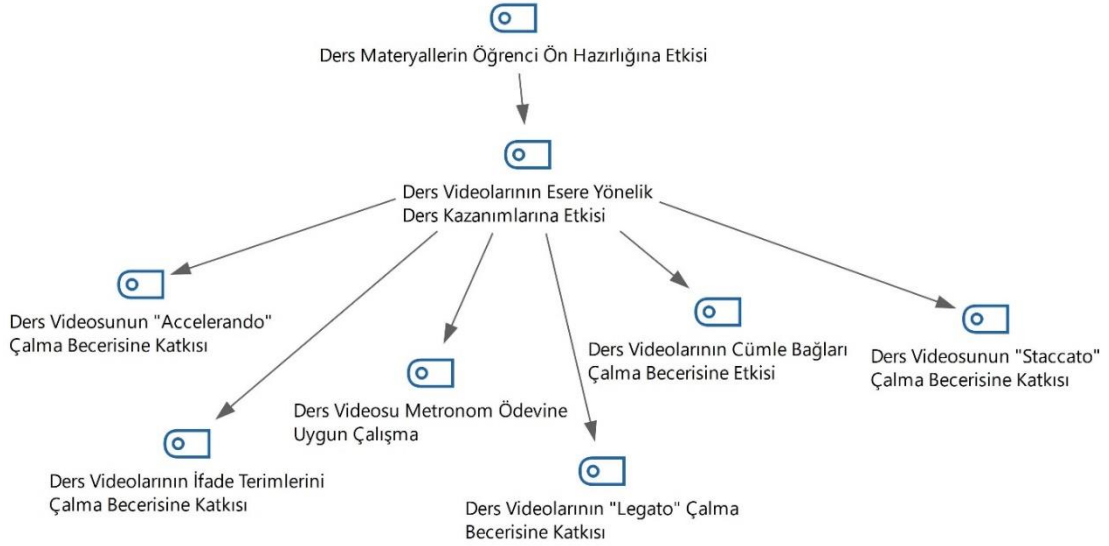 Ders Materyallerin Öğrenci Ön Hazırlığına Etkisi
Ders Videolarının Esere Yönelik
Ders Kazanımlarına Etkisi
Ders Videosunun "Accelerando"
Çalma Becerisine Katkısı
Ders Videolarının İfade Terimlerini
Çalma Becerisine Katkısı
Ders Videosu Metronom Ödevine
Uygun Çalışma
Ders Videolarının "Legato" Çalma
Becerisine Katkısı
Ders Videolarının Cümle Bağları
Çalma Becerisine Etkisi
Ders Videosunun "Staccato"
Çalma Becerisine Katkısı